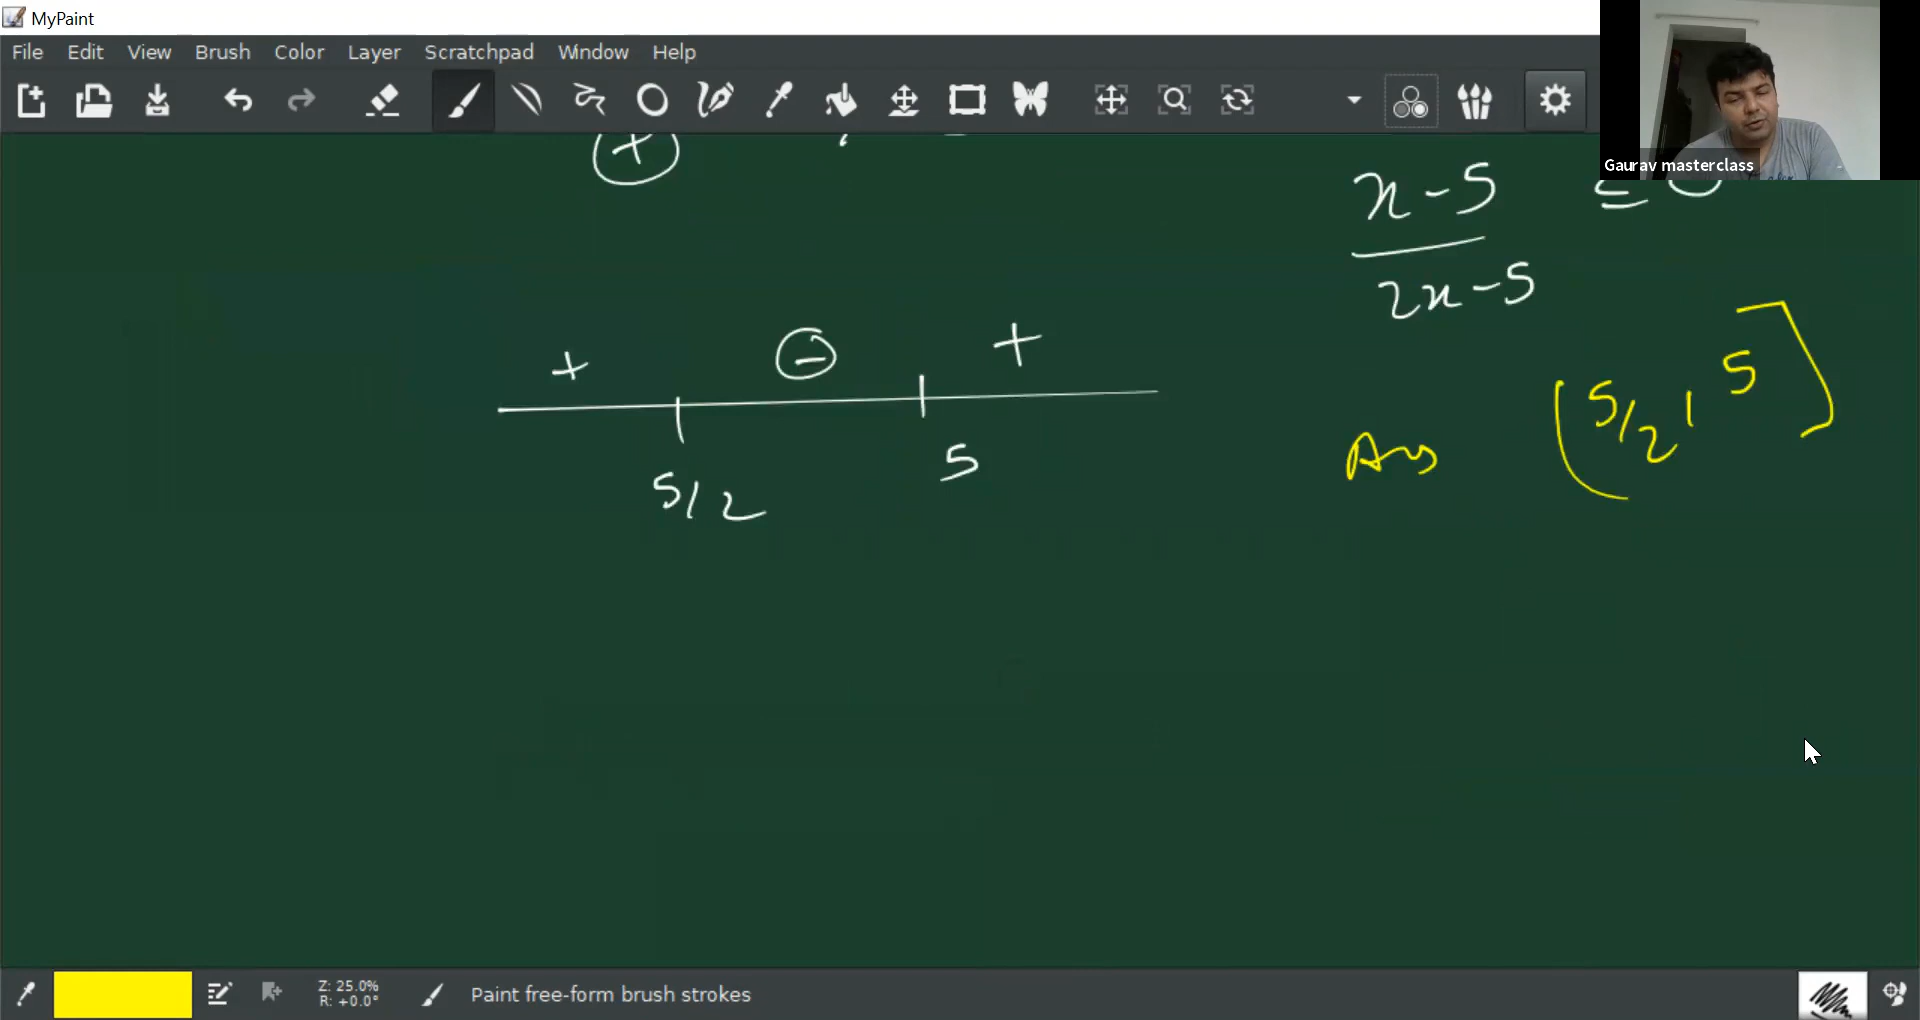 MyPaint
File Edit View Brush Color Layer Scratchpad Window Help
Gaurav masterclass
+
x-5
2x-5
+ - +
5/2 5
Ans (5/2, 5]
Z: 25.0%
R: +0.0°
Paint free-form brush strokes